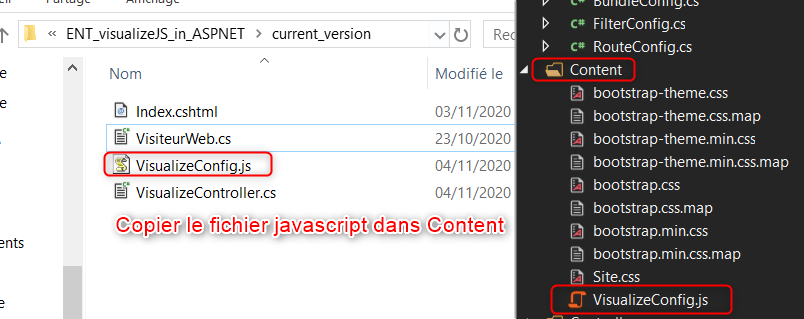 Partage
Affichage
ENT_visualizeJS_in_ASPNET > current_version
Rec
Nom
Modifié le
Index.cshtml
03/11/2020
VisiteurWeb.cs
23/10/2020
VisualizeConfig.js
04/11/2020
VisualizeController.cs
04/11/2020
Copier le fichier javascript dans Content
ents
BundleConfig.cs
C# FilterConfig.cs
C# RouteConfig.cs
Content
bootstrap-theme.css
bootstrap-theme.css.map
bootstrap-theme.min.css
bootstrap-theme.min.css.map
bootstrap.css
bootstrap.css.map
bootstrap.min.css
bootstrap.min.css.map
Site.css
VisualizeConfig.js